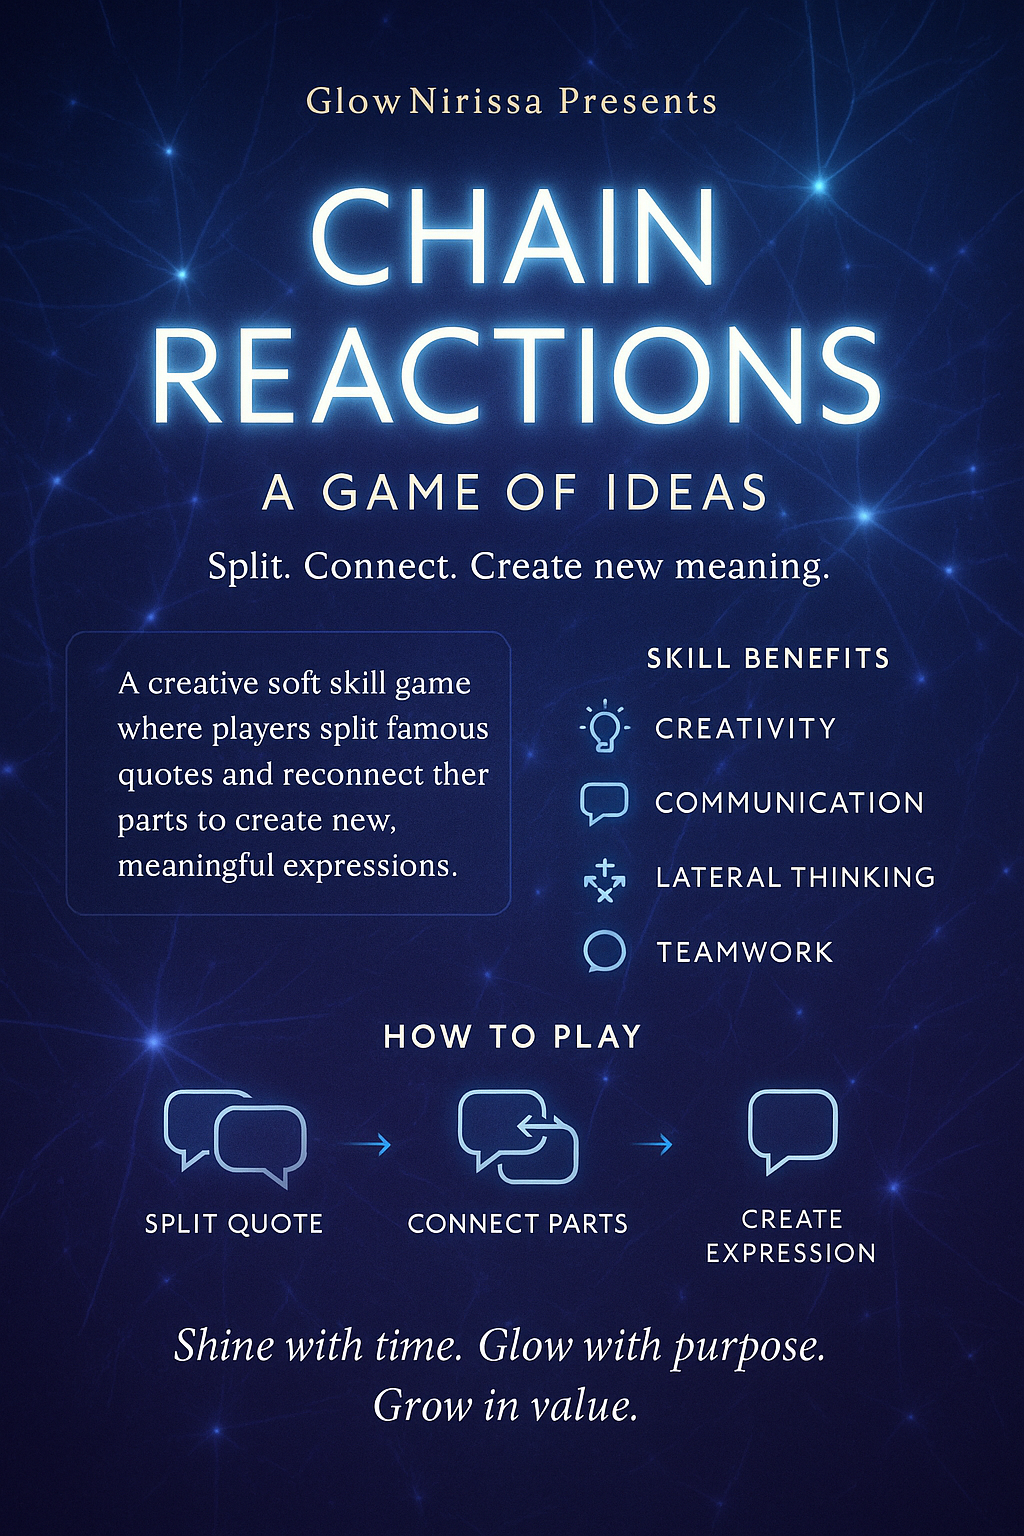 GlowNirissa Presents
CHAIN
REACTIONS
A GAME OF IDEAS
Split. Connect. Create new meaning.
A creative soft skill game
where players split famous
quotes and reconnect ther
parts to create new,
meaningful expressions.
SKILL BENEFITS
CREATIVITY
COMMUNICATION
LATERAL THINKING
TEAMWORK
HOW TO PLAY
SPLIT QUOTE
CONNECT PARTS
CREATE
EXPRESSION
Shine with time. Glow with purpose.
Grow in value.